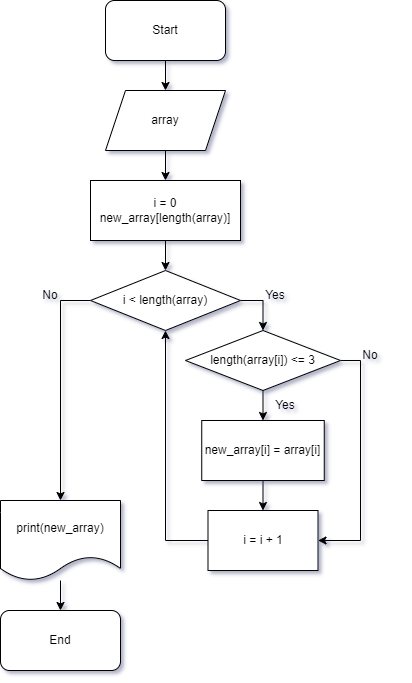 Start
array
i = 0
new_array[length(array)]
i < length(array)
No
Yes
length(array[i]) <= 3
No
Yes
new_array[i] = array[i]
i = i + 1
print(new_array)
End